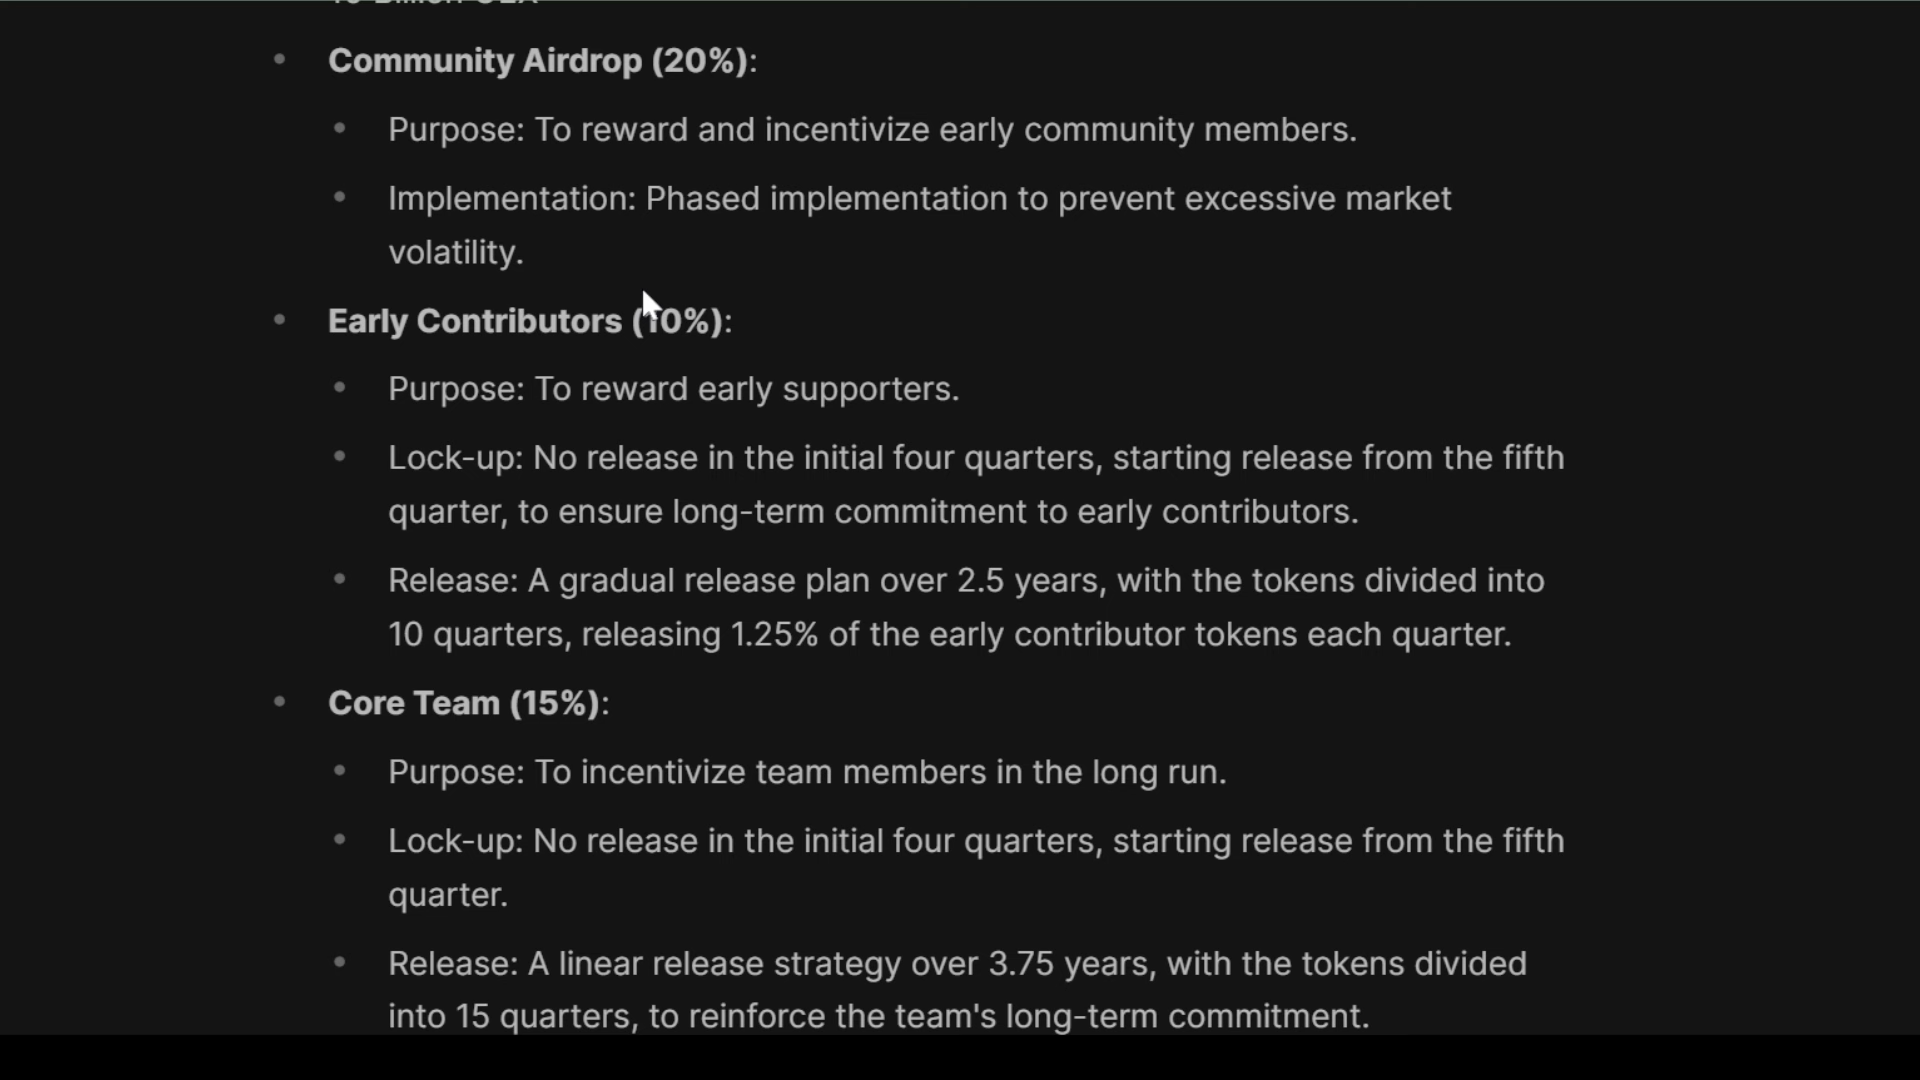 Community Airdrop (20%):
Purpose: To reward and incentivize early community members.
Implementation: Phased implementation to prevent excessive market
volatility.
Early Contributors (10%):
Purpose: To reward early supporters.
Lock-up: No release in the initial four quarters, starting release from the fifth
quarter, to ensure long-term commitment to early contributors.
Release: A gradual release plan over 2.5 years, with the tokens divided into
10 quarters, releasing 1.25% of the early contributor tokens each quarter.
Core Team (15%):
Purpose: To incentivize team members in the long run.
Lock-up: No release in the initial four quarters, starting release from the fifth
quarter.
Release: A linear release strategy over 3.75 years, with the tokens divided
into 15 quarters, to reinforce the team's long-term commitment.